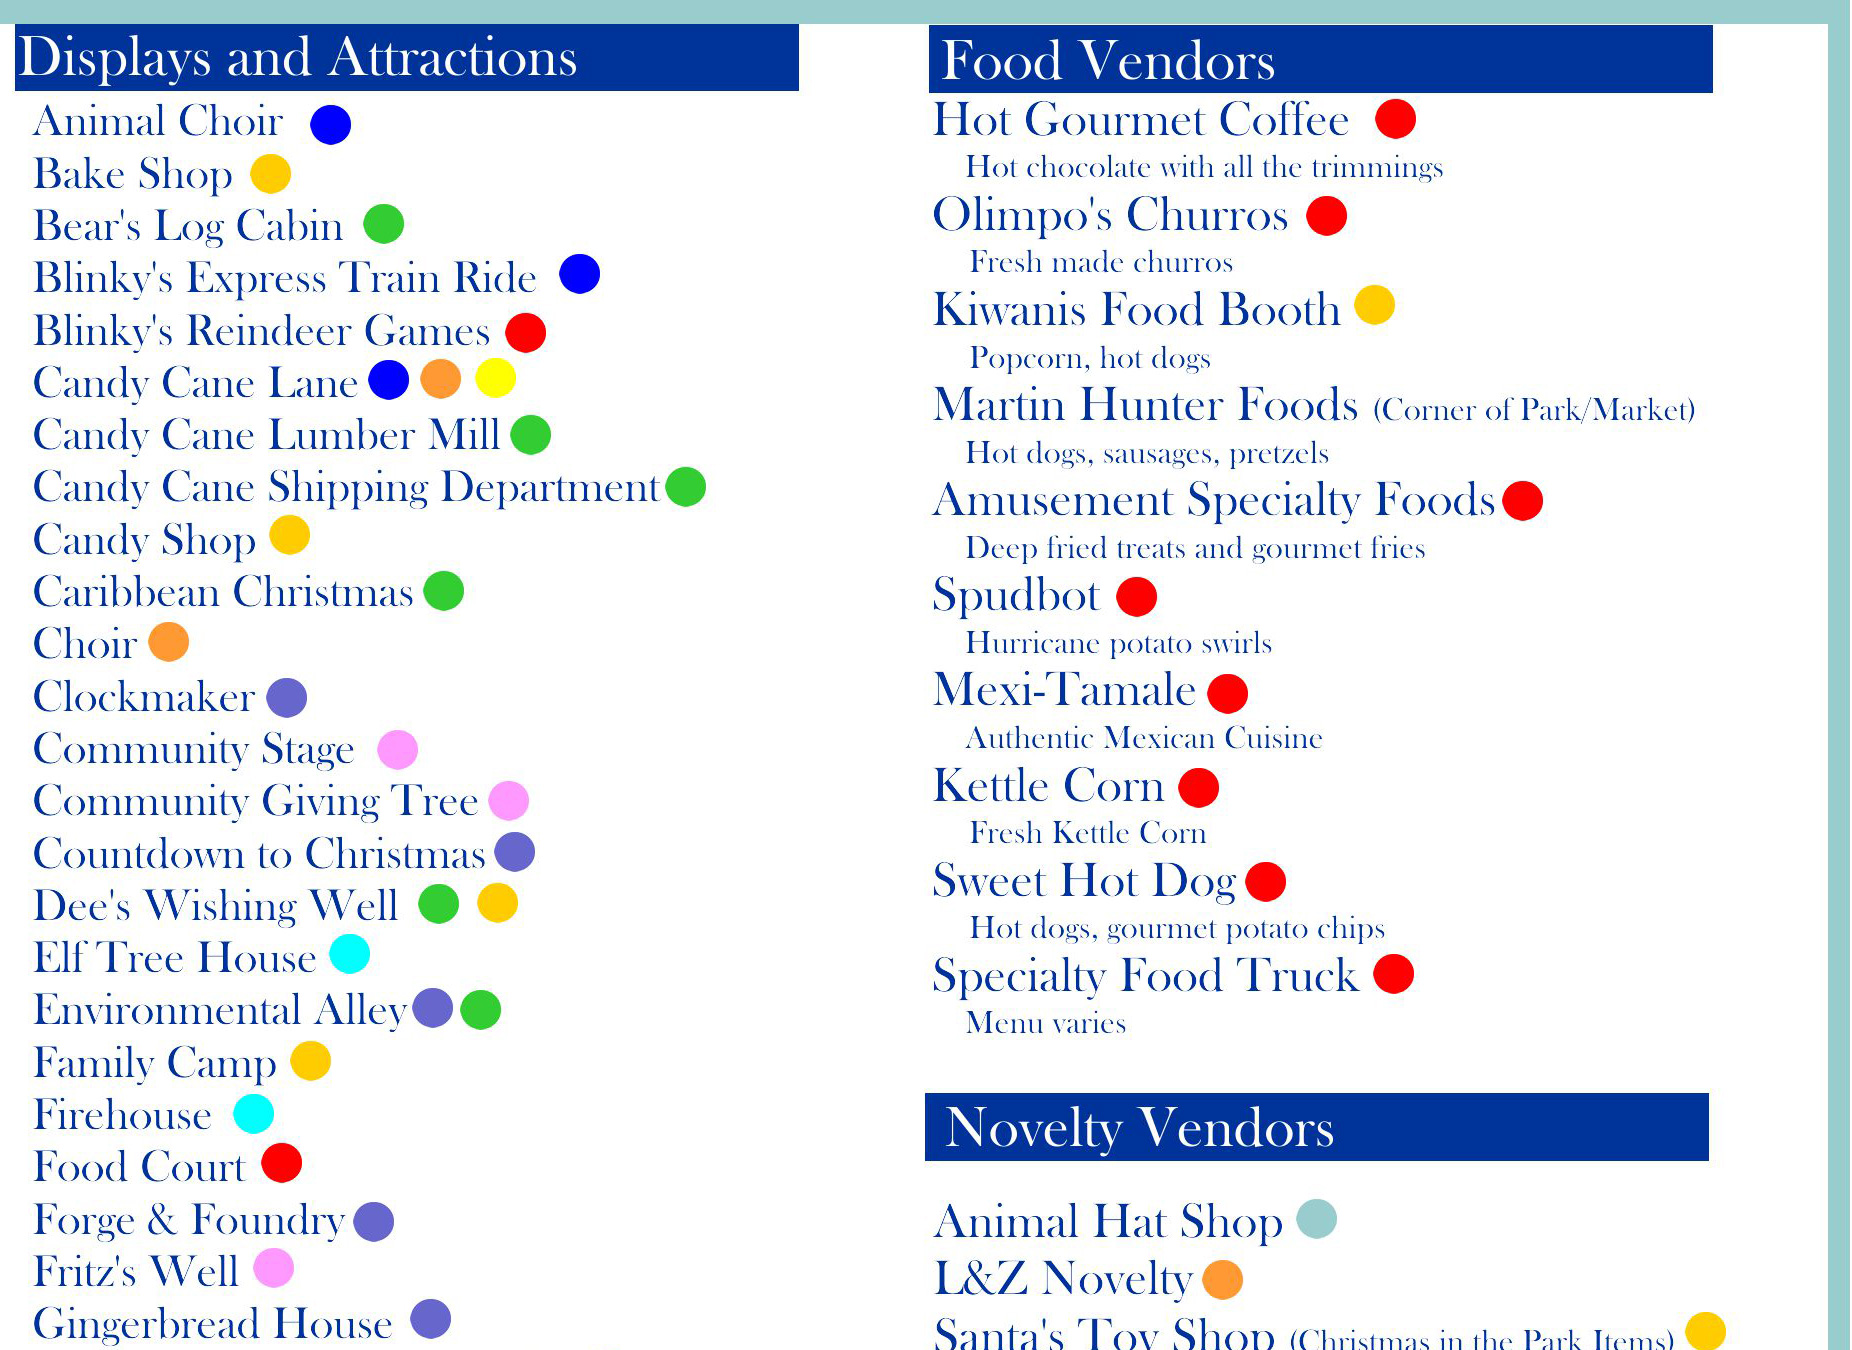 Displays and Attractions
Animal Choir
Bake Shop
Bear's Log Cabin
Blinky's Express Train Ride
Blinky's Reindeer Games
Candy Cane Lane
Candy Cane Lumber Mill
Candy Cane Shipping Department
Candy Shop
Caribbean Christmas
Choir
Clockmaker
Community Stage
Community Giving Tree
Countdown to Christmas
Dee's Wishing Well
Elf Tree House
Environmental Alley
Family Camp
Firehouse
Food Court
Forge & Foundry
Fritz's Well
Gingerbread House
Food Vendors
Hot Gourmet Coffee
Hot chocolate with all the trimmings
Olimpo's Churros
Fresh made churros
Kiwanis Food Booth
Popcorn, hot dogs
Martin Hunter Foods (Corner of Park/Market)
Hot dogs, sausages, pretzels
Amusement Specialty Foods
Deep fried treats and gourmet fries
Spudbot
Hurricane potato swirls
Mexi-Tamale
Authentic Mexican Cuisine
Kettle Corn
Fresh Kettle Corn
Sweet Hot Dog
Hot dogs, gourmet potato chips
Specialty Food Truck
Menu varies
Novelty Vendors
Animal Hat Shop
L&Z Novelty
Santa's Toy Shop (Christmas in the Park Items)